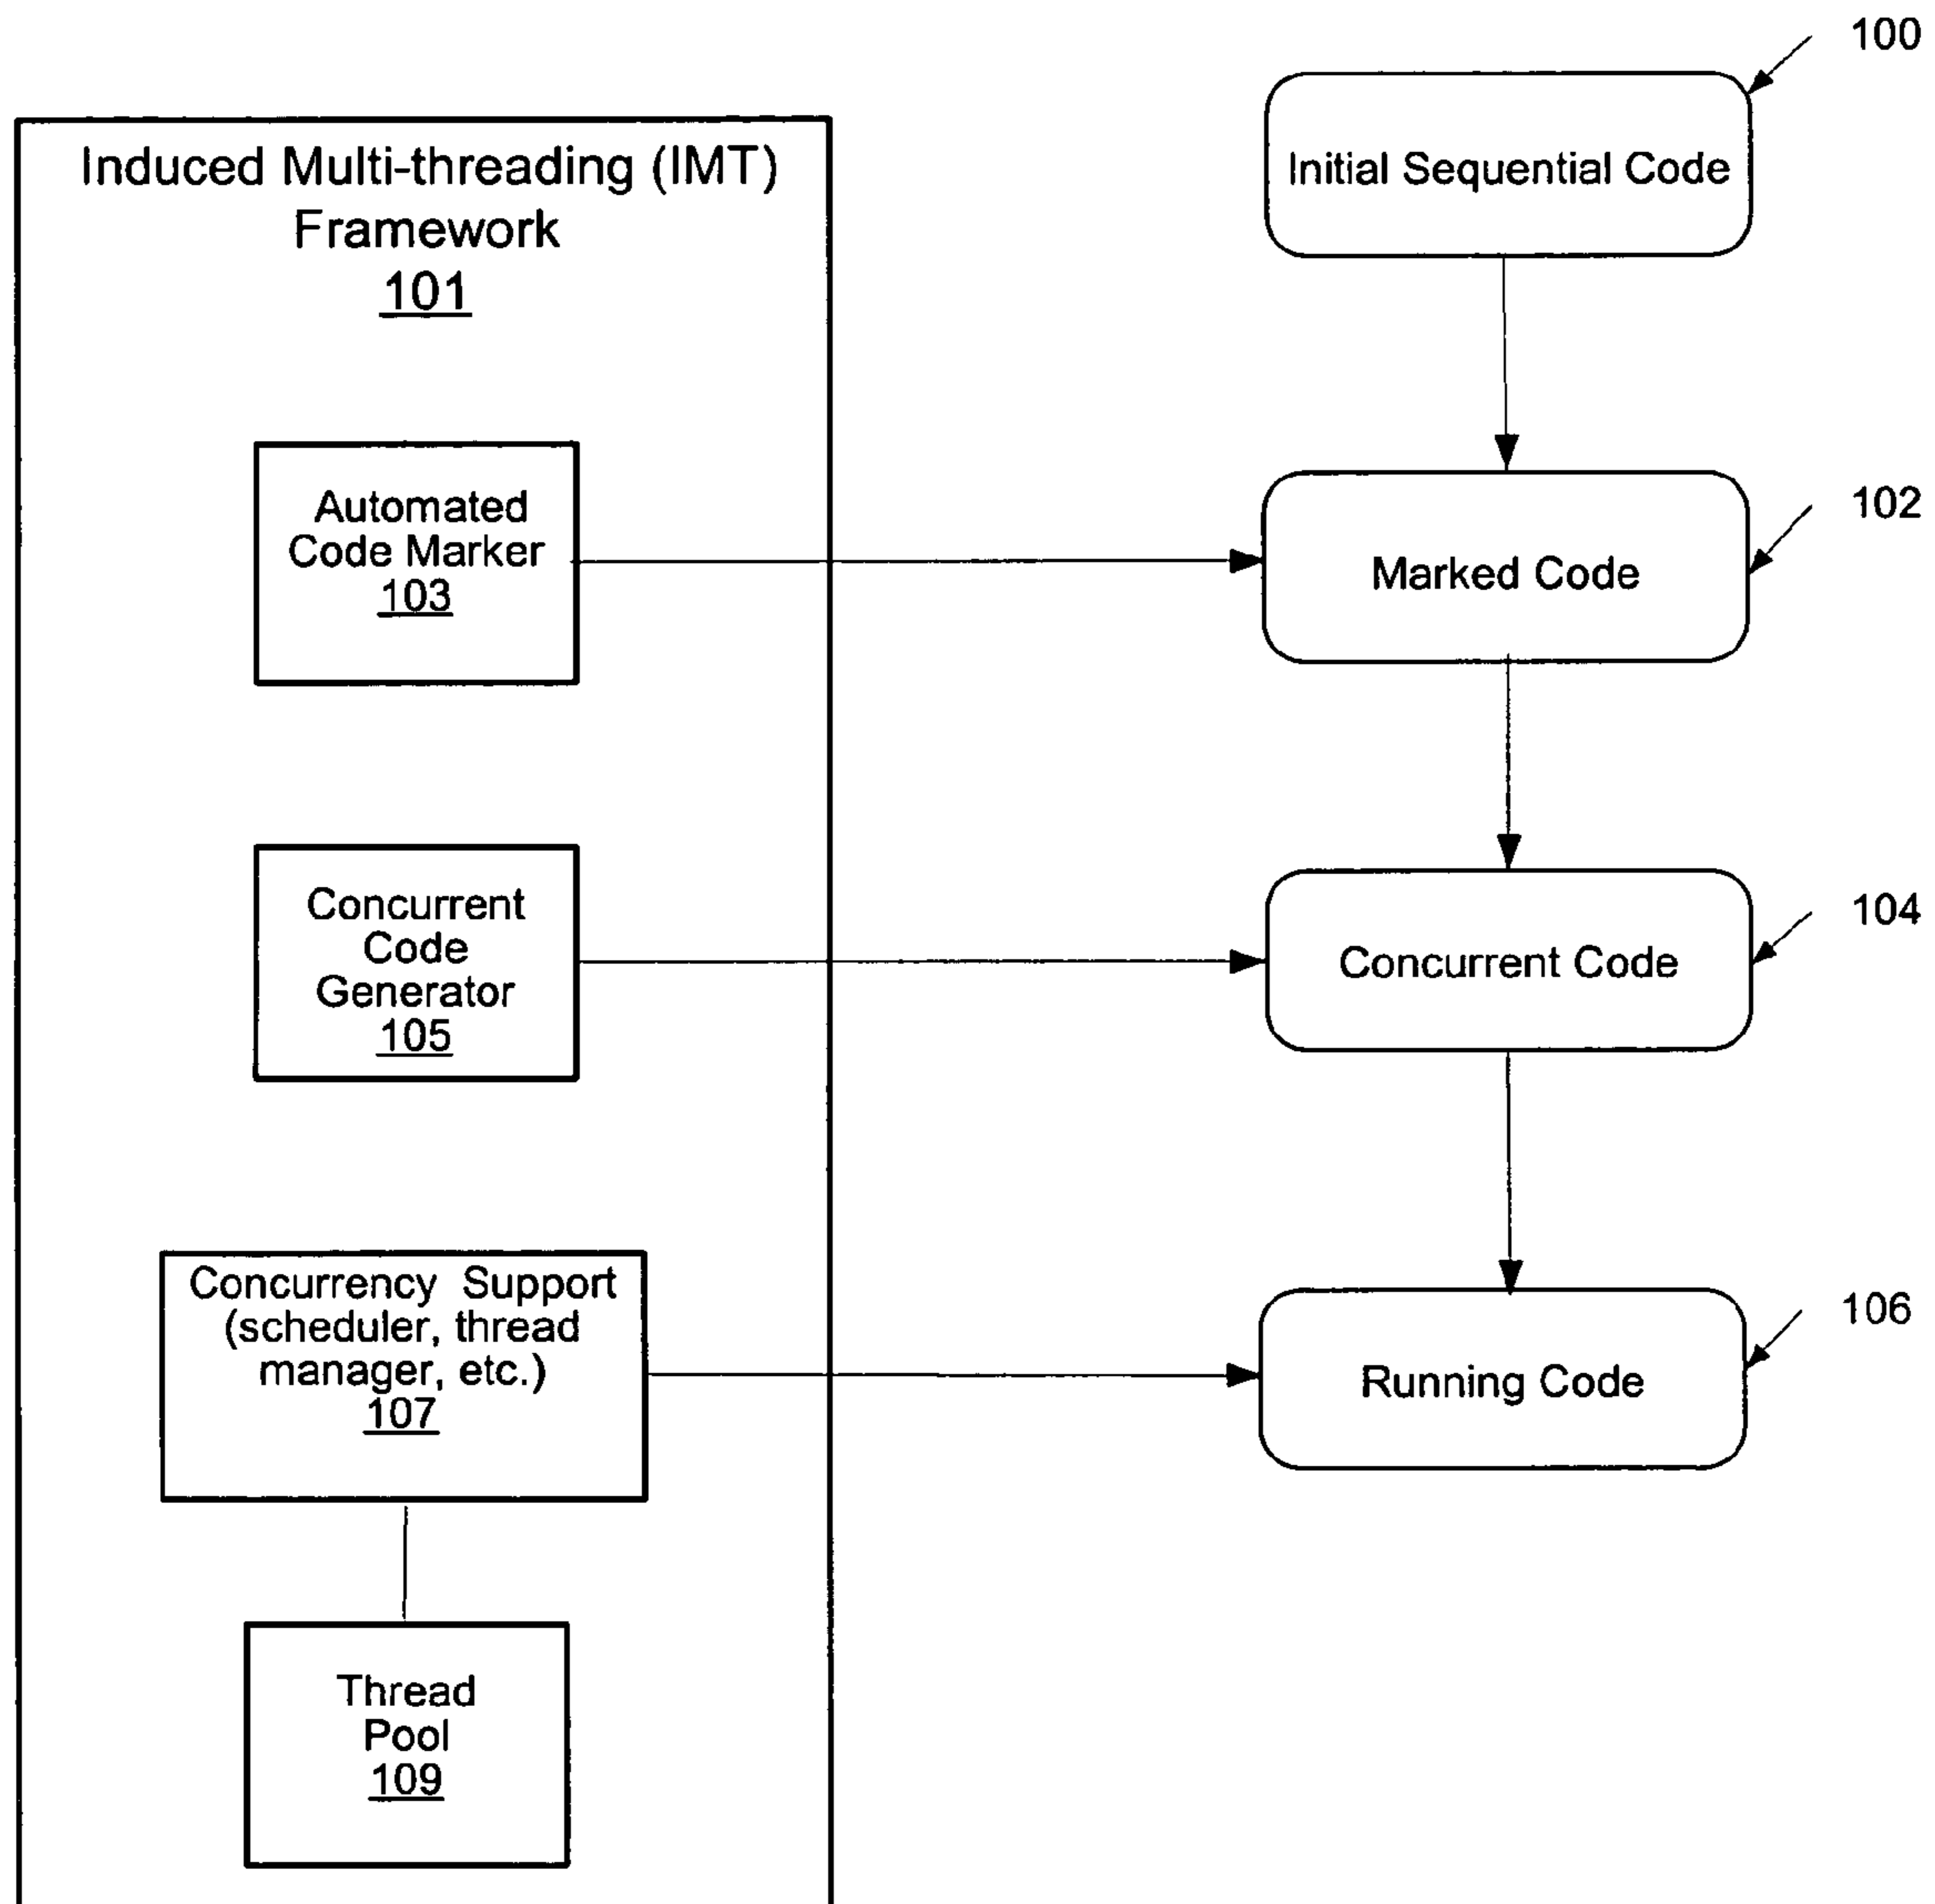 100
Initial Sequential Code
Induced Multi-threading (IMT)
Framework
101
Automated
Code Marker
103
102
Marked Code
Concurrent
Code
Generator
105
104
Concurrent Code
Concurrency Support
(scheduler, thread
manager, etc.)
107
106
Running Code
Thread
Pool
109